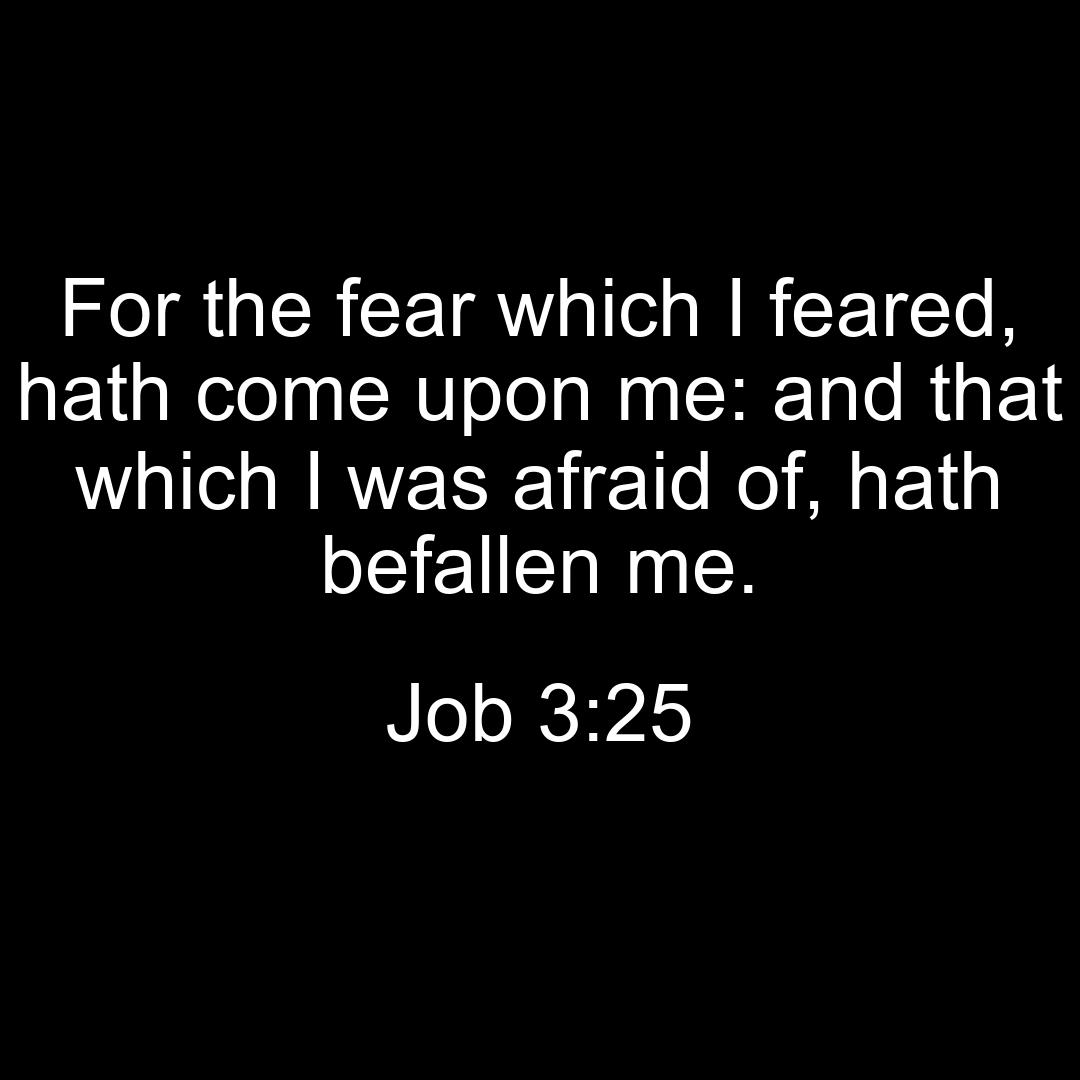 For the fear which I feared,
hath come upon me: and that
which I was afraid of, hath
befallen me.
Job 3:25